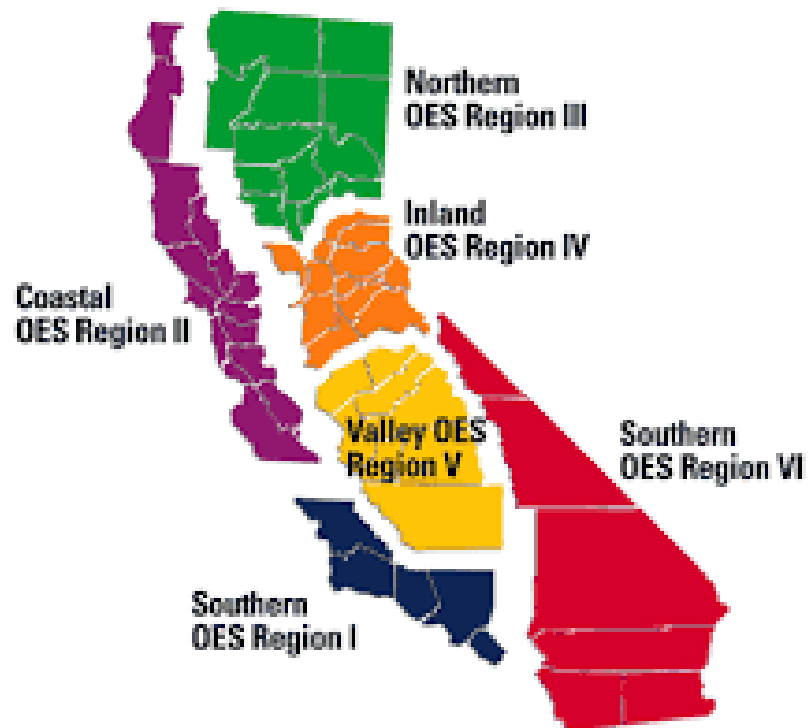 Northern
OES Region III
Inland
OES Region IV
Coastal
OES Region II
Valley OES
Region V
Southern
OES Region VI
Southern
OES Region I